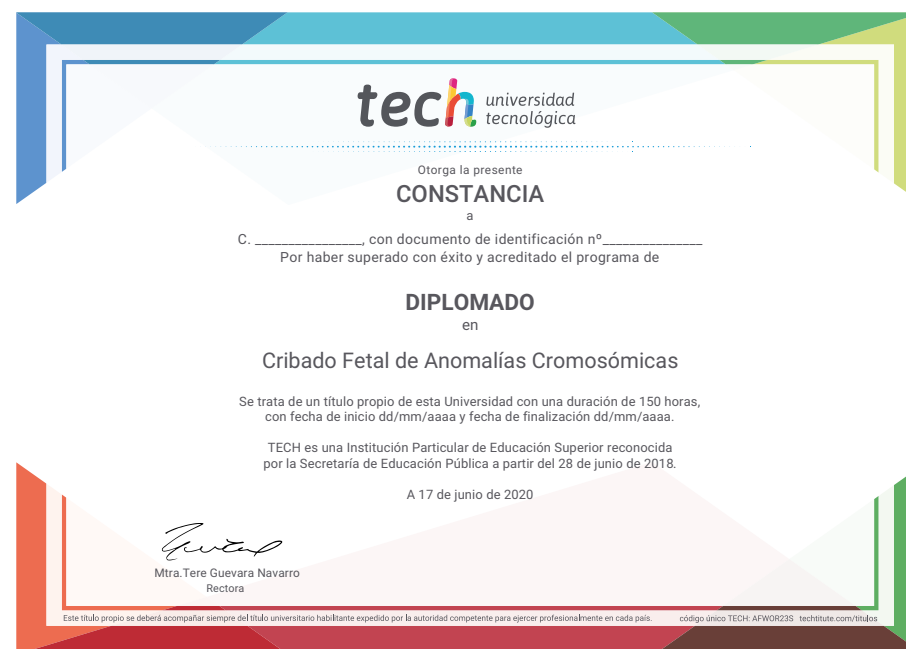 tech universidad
tecnológica
Otorga la presente
CONSTANCIA
a
C. ________________, con documento de identificación nº_______________
Por haber superado con éxito y acreditado el programa de
DIPLOMADO
en
Cribado Fetal de Anomalías Cromosómicas
Se trata de un título propio de esta Universidad con una duración de 150 horas,
con fecha de inicio dd/mm/aaaa y fecha de finalización dd/mm/aaaa.
TECH es una Institución Particular de Educación Superior reconocida
por la Secretaría de Educación Pública a partir del 28 de junio de 2018.
A 17 de junio de 2020
Mtra.Tere Guevara Navarro
Rectora
Este título propio se deberá acompañar siempre del título universitario habilitante expedido por la autoridad competente para ejercer profesionalmente en cada país. código único TECH: AFWOR23S techtitute.com/titulos